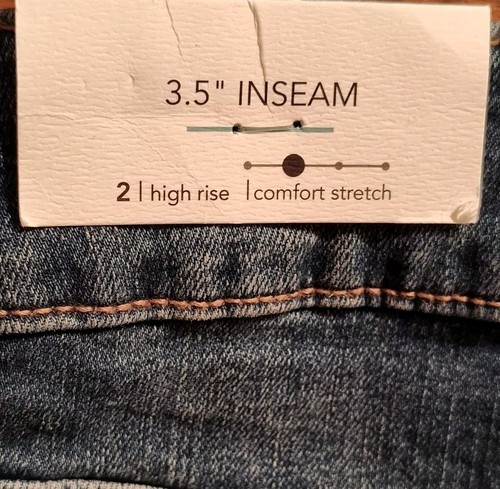 3.5" INSEAM
2 | high rise | comfort stretch